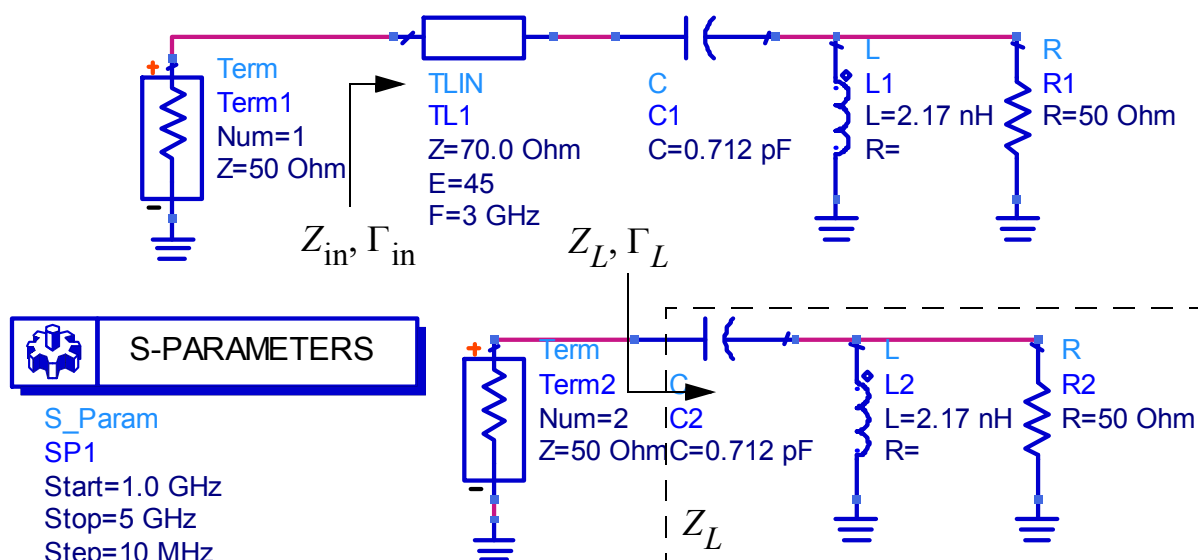 +
Term
Term1
Num=1
Z=50 Ohm
-
TLIN
TL1
Z=70.0 Ohm
E=45
F=3 GHz
C
C1
C=0.712 pF
L
L1
L=2.17 nH
R=
R
R1
R=50 Ohm
Z_in, Γ_in
Z_L, Γ_L
S-PARAMETERS
S_Param
SP1
Start=1.0 GHz
Stop=5 GHz
Step=10 MHz
+
Term
Term2
Num=2
Z=50 Ohm
-
C
C2
C=0.712 pF
L
L2
L=2.17 nH
R=
R
R2
R=50 Ohm
Z_L